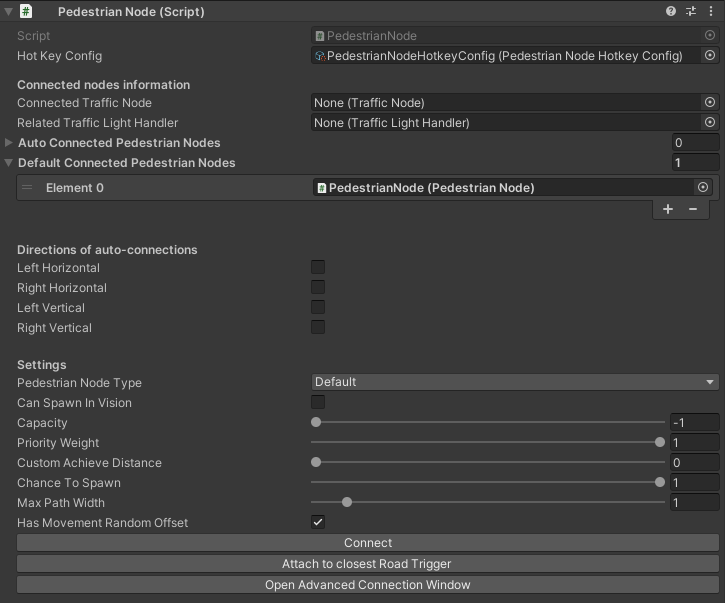 Pedestrian Node (Script)
Script PedestrianNode
Hot Key Config PedestrianNodeHotkeyConfig (Pedestrian Node Hotkey Config)
Connected nodes information
Connected Traffic Node None (Traffic Node)
Related Traffic Light Handler None (Traffic Light Handler)
Auto Connected Pedestrian Nodes 0
Default Connected Pedestrian Nodes 1
Element 0 PedestrianNode (Pedestrian Node)
+ −
Directions of auto-connections
Left Horizontal
Right Horizontal
Left Vertical
Right Vertical
Settings
Pedestrian Node Type Default
Can Spawn In Vision
Capacity -1
Priority Weight 1
Custom Achieve Distance 0
Chance To Spawn 1
Max Path Width 1
Has Movement Random Offset
Connect
Attach to closest Road Trigger
Open Advanced Connection Window